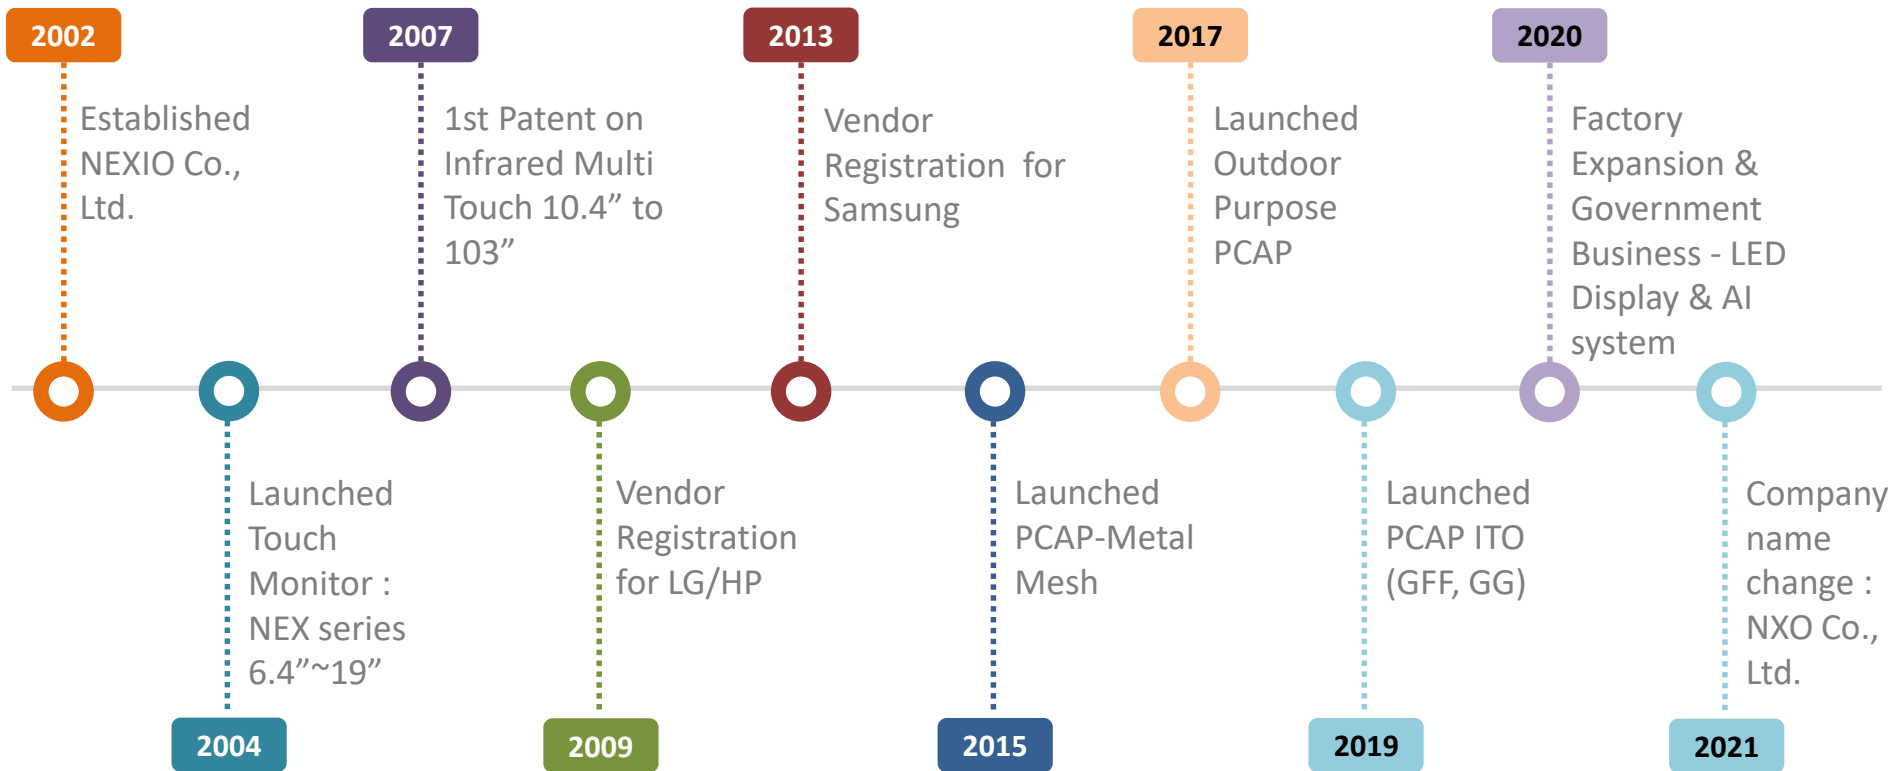 2002
Established
NEXIO Co.,
Ltd.
2004
Launched
Touch
Monitor :
NEX series
6.4”~19”
2007
1st Patent on
Infrared Multi
Touch 10.4” to
103”
2009
Vendor
Registration
for LG/HP
2013
Vendor
Registration for
Samsung
2015
Launched
PCAP-Metal
Mesh
2017
Launched
Outdoor
Purpose
PCAP
2019
Launched
PCAP ITO
(GFF, GG)
2020
Factory
Expansion &
Government
Business - LED
Display & AI
system
2021
Company
name
change :
NXO Co.,
Ltd.